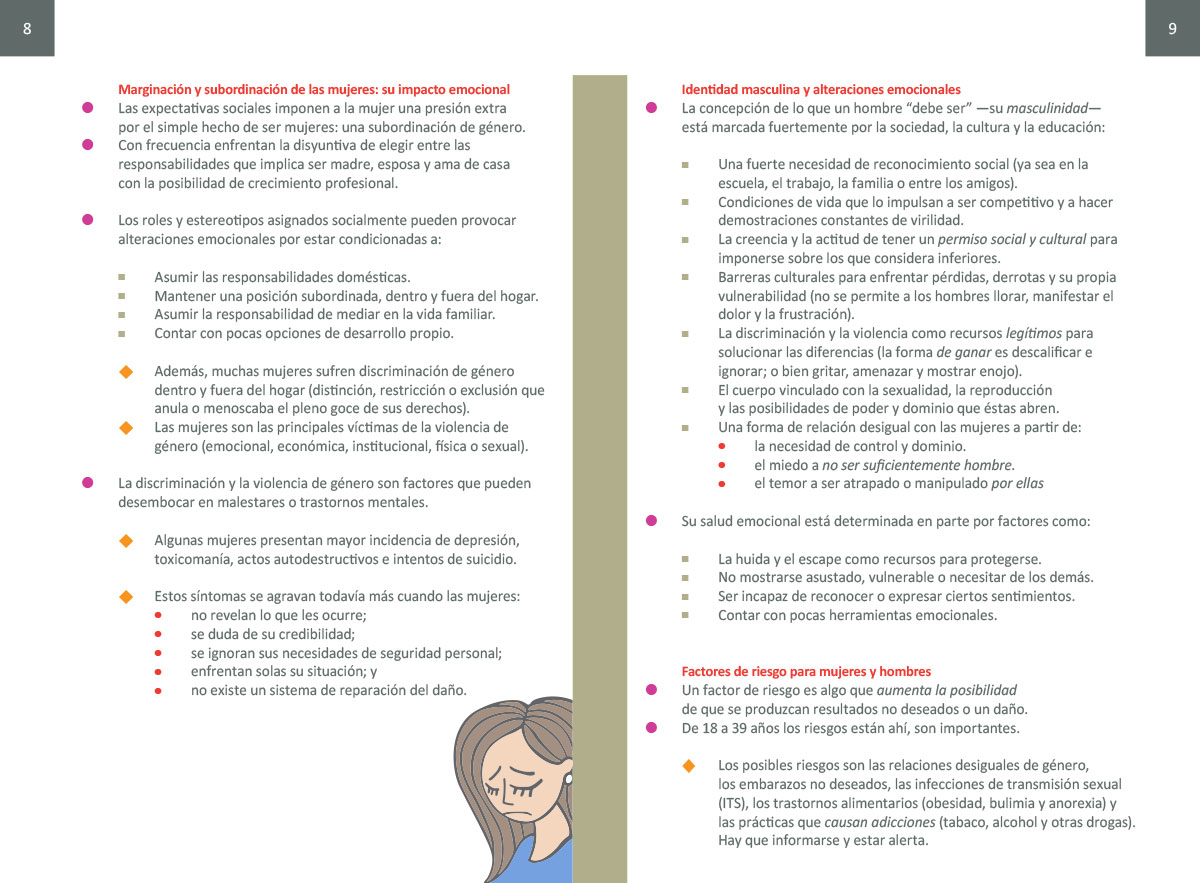 8
Marginación y subordinación de las mujeres: su impacto emocional
Las expectativas sociales imponen a la mujer una presión extra
por el simple hecho de ser mujeres: una subordinación de género.
Con frecuencia enfrentan la disyuntiva de elegir entre las
responsabilidades que implica ser madre, esposa y ama de casa
con la posibilidad de crecimiento profesional.
Los roles y estereotipos asignados socialmente pueden provocar
alteraciones emocionales por estar condicionadas a:
Asumir las responsabilidades domésticas.
Mantener una posición subordinada, dentro y fuera del hogar.
Asumir la responsabilidad de mediar en la vida familiar.
Contar con pocas opciones de desarrollo propio.
Además, muchas mujeres sufren discriminación de género
dentro y fuera del hogar (distinción, restricción o exclusión que
anula o menoscaba el pleno goce de sus derechos).
Las mujeres son las principales víctimas de la violencia de
género (emocional, económica, institucional, física o sexual).
La discriminación y la violencia de género son factores que pueden
desembocar en malestares o trastornos mentales.
Algunas mujeres presentan mayor incidencia de depresión,
toxicomanía, actos autodestructivos e intentos de suicidio.
Estos síntomas se agravan todavía más cuando las mujeres:
no revelan lo que les ocurre;
se duda de su credibilidad;
se ignoran sus necesidades de seguridad personal;
enfrentan solas su situación; y
no existe un sistema de reparación del daño.
9
Identidad masculina y alteraciones emocionales
La concepción de lo que un hombre “debe ser” —su masculinidad—
está marcada fuertemente por la sociedad, la cultura y la educación:
Una fuerte necesidad de reconocimiento social (ya sea en la
escuela, el trabajo, la familia o entre los amigos).
Condiciones de vida que lo impulsan a ser competitivo y a hacer
demostraciones constantes de virilidad.
La creencia y la actitud de tener un permiso social y cultural para
imponerse sobre los que considera inferiores.
Barreras culturales para enfrentar pérdidas, derrotas y su propia
vulnerabilidad (no se permite a los hombres llorar, manifestar el
dolor y la frustración).
La discriminación y la violencia como recursos legítimos para
solucionar las diferencias (la forma de ganar es descalificar e
ignorar; o bien gritar, amenazar y mostrar enojo).
El cuerpo vinculado con la sexualidad, la reproducción
y las posibilidades de poder y dominio que éstas abren.
Una forma de relación desigual con las mujeres a partir de:
la necesidad de control y dominio.
el miedo a no ser suficientemente hombre.
el temor a ser atrapado o manipulado por ellas
Su salud emocional está determinada en parte por factores como:
La huida y el escape como recursos para protegerse.
No mostrarse asustado, vulnerable o necesitar de los demás.
Ser incapaz de reconocer o expresar ciertos sentimientos.
Contar con pocas herramientas emocionales.
Factores de riesgo para mujeres y hombres
Un factor de riesgo es algo que aumenta la posibilidad
de que se produzcan resultados no deseados o un daño.
De 18 a 39 años los riesgos están ahí, son importantes.
Los posibles riesgos son las relaciones desiguales de género,
los embarazos no deseados, las infecciones de transmisión sexual
(ITS), los trastornos alimentarios (obesidad, bulimia y anorexia) y
las prácticas que causan adicciones (tabaco, alcohol y otras drogas).
Hay que informarse y estar alerta.